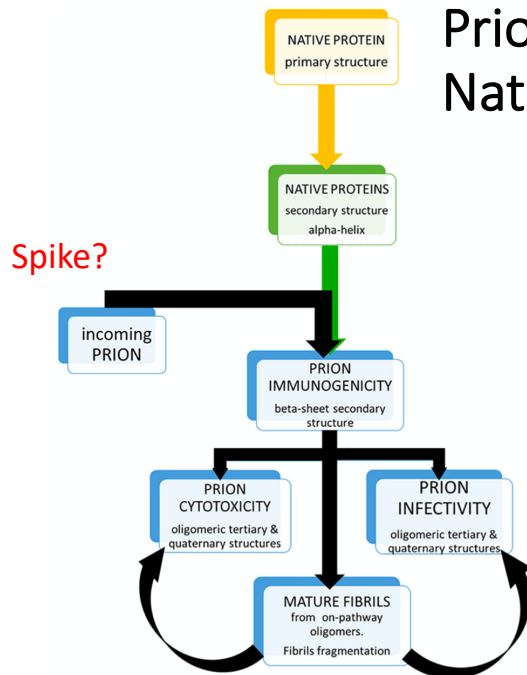 Prio
Nat
NATIVE PROTEIN
primary structure
NATIVE PROTEINS
secondary structure
alpha-helix
Spike?
incoming
PRION
PRION
IMMUNOGENICITY
beta-sheet secondary
structure
PRION
CYTOTOXICITY
oligomeric tertiary &
quaternary structures
PRION
INFECTIVITY
oligomeric tertiary &
quaternary structures
MATURE FIBRILS
from on-pathway
oligomers.
Fibrils fragmentation